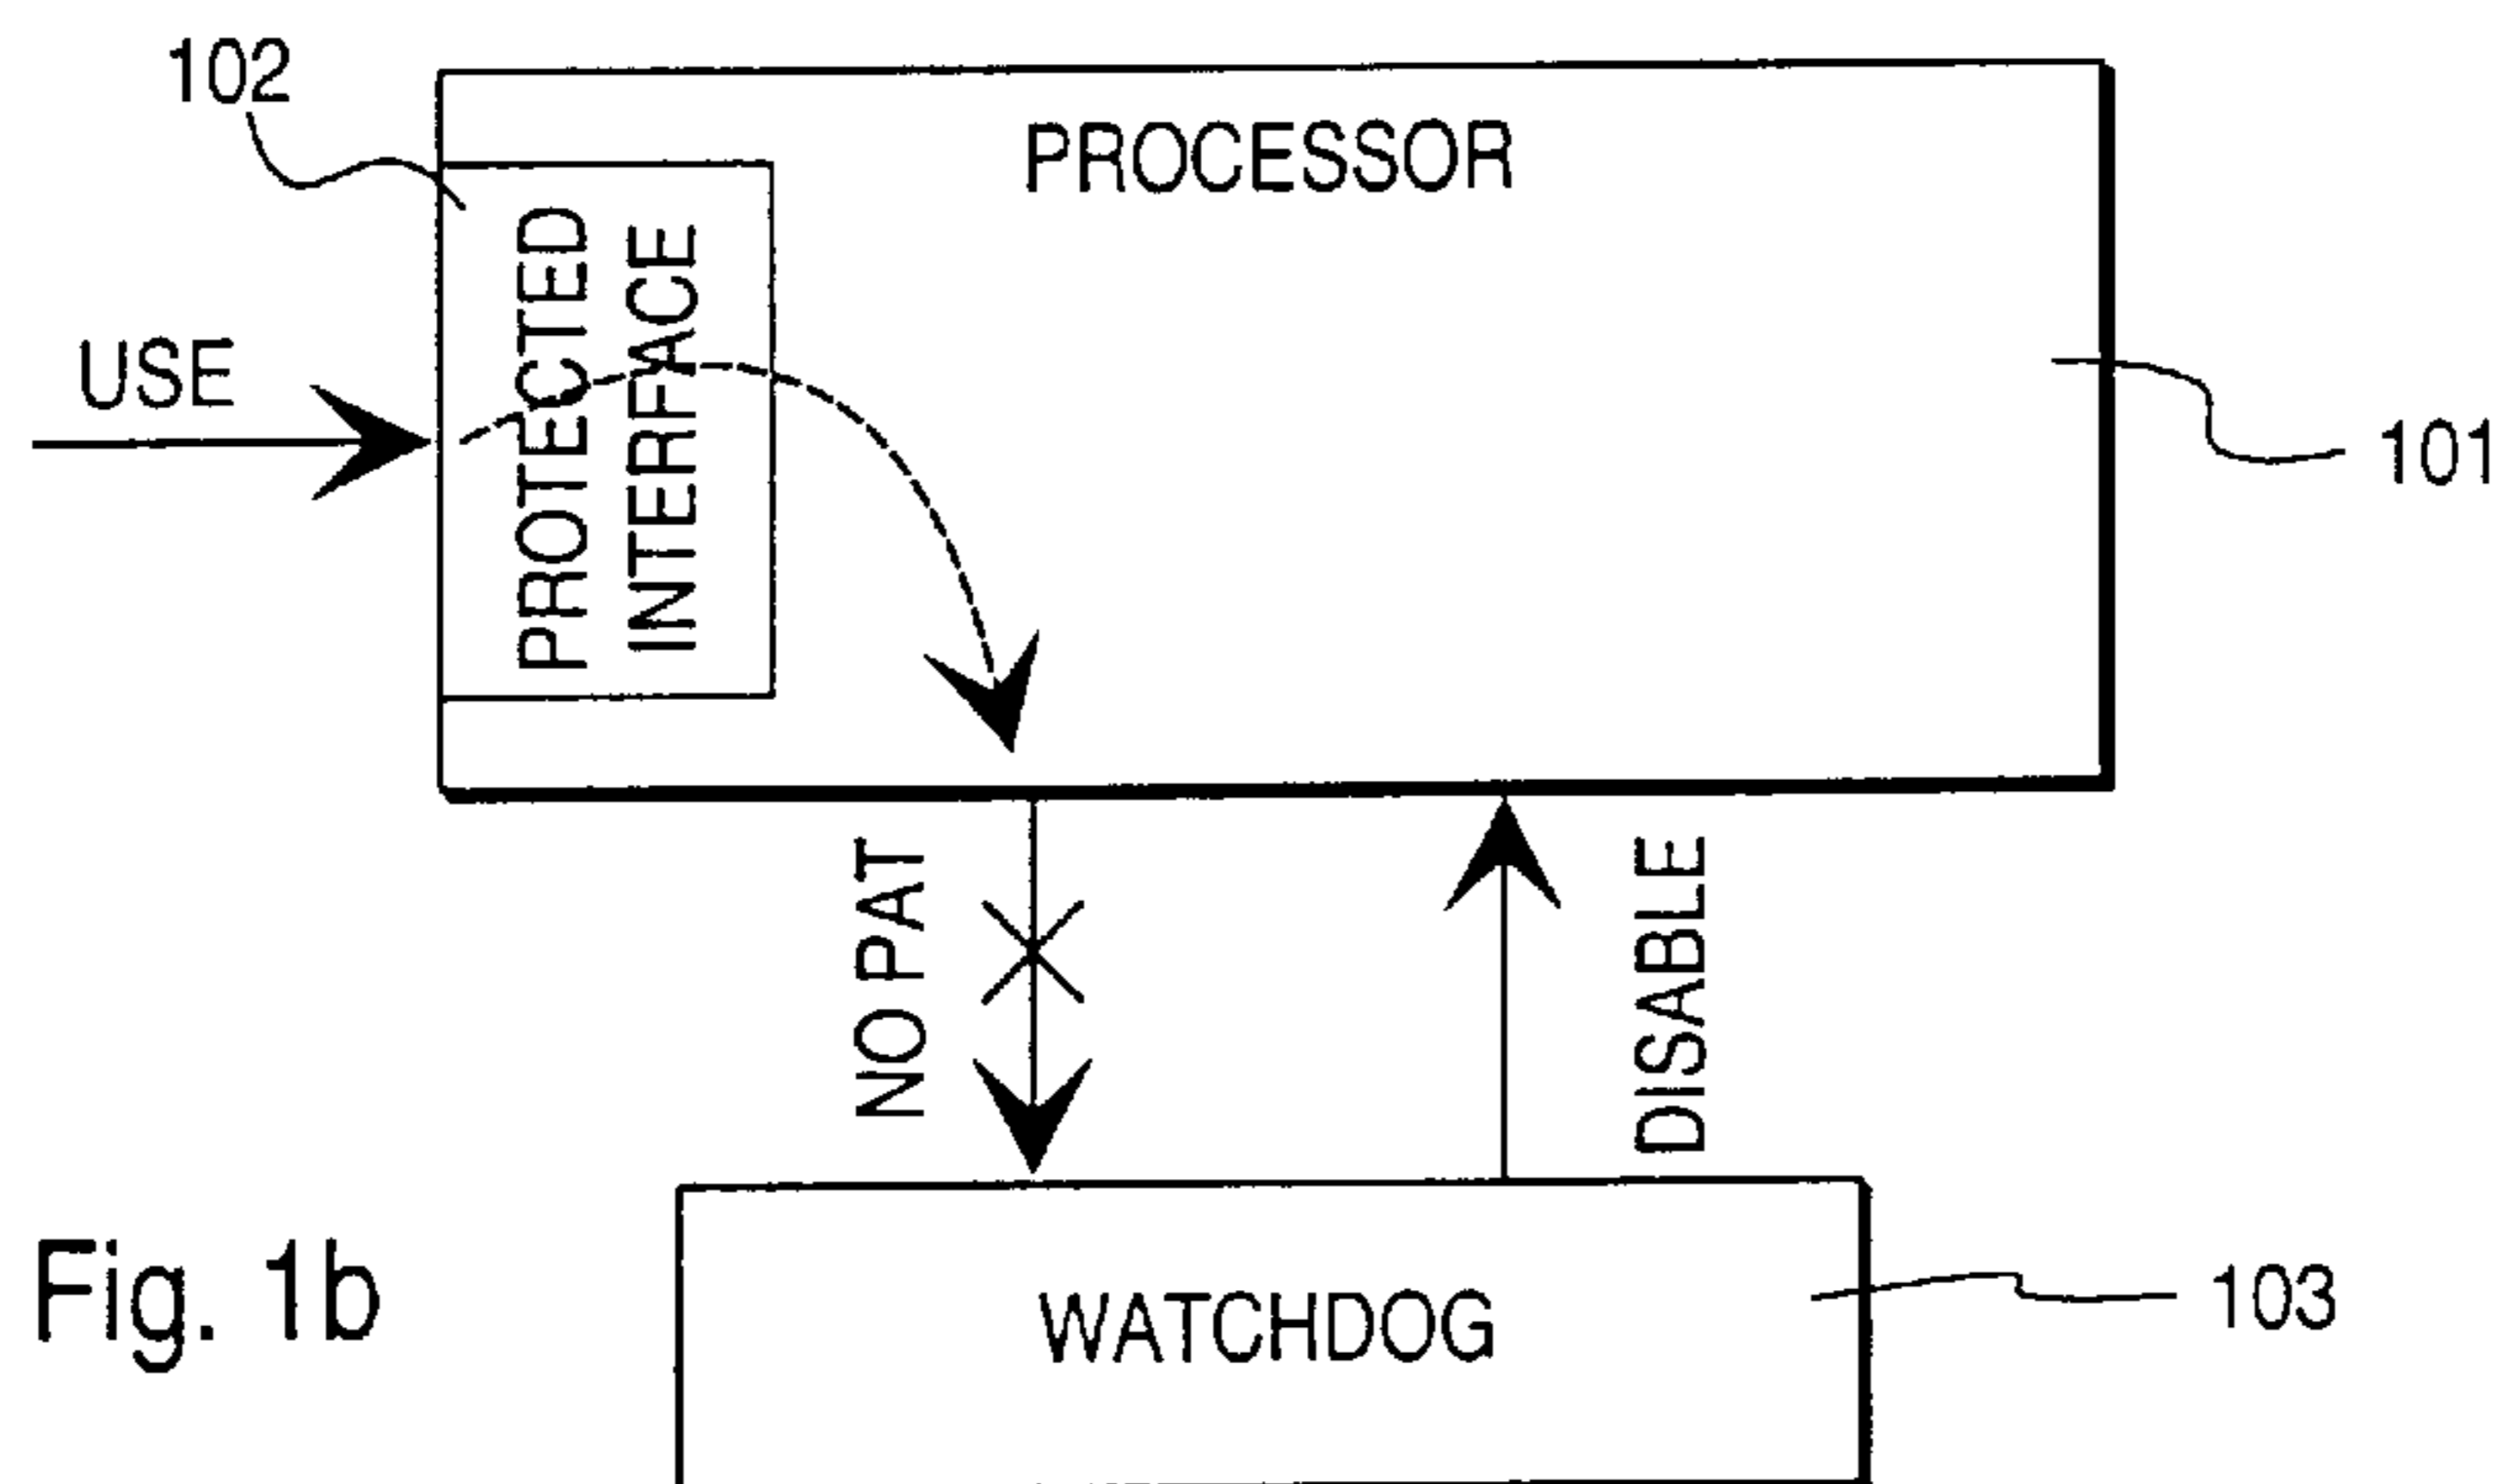 102
PROCESSOR
PROTECTED
INTERFACE
USE
101
NO PAT
DISABLE
Fig. 1b
WATCHDOG
103